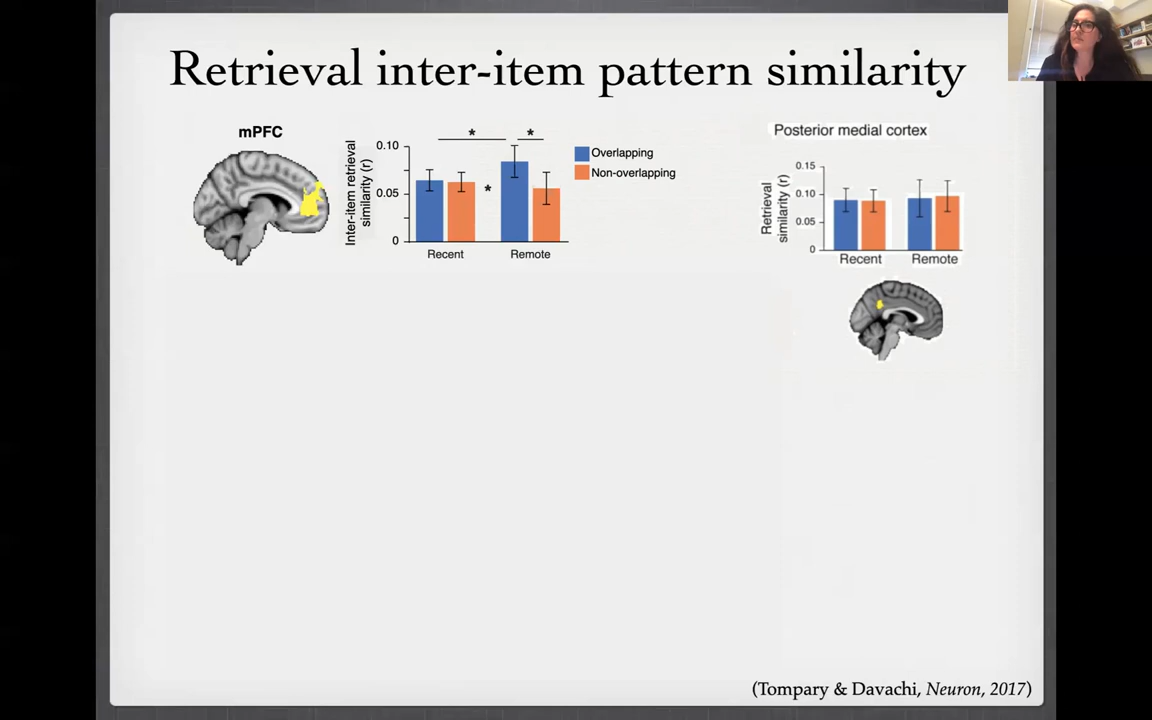 Retrieval inter-item pattern similarity
mPFC
Inter-item retrieval
similarity (r)
0.10
0.05
0
*
*
*
Recent
Remote
Overlapping
Non-overlapping
Posterior medial cortex
Retrieval
similarity (r)
0.15
0.10
0.05
0
Recent
Remote
(Tompary & Davachi, Neuron, 2017)